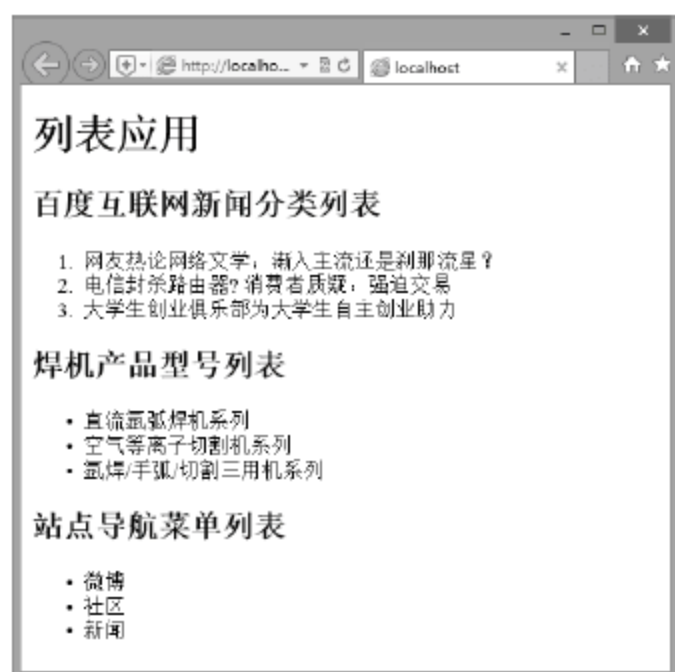 http://localho...
localhost
列表应用
百度互联网新闻分类列表
1. 网友热论网络文学：渐入主流还是刹那流星？
2. 电信封杀路由器? 消费者质疑：强迫交易
3. 大学生创业俱乐部为大学生自主创业助力
焊机产品型号列表
• 直流氩弧焊机系列
• 空气等离子切割机系列
• 氩焊/手弧/切割三用机系列
站点导航菜单列表
• 微博
• 社区
• 新闻